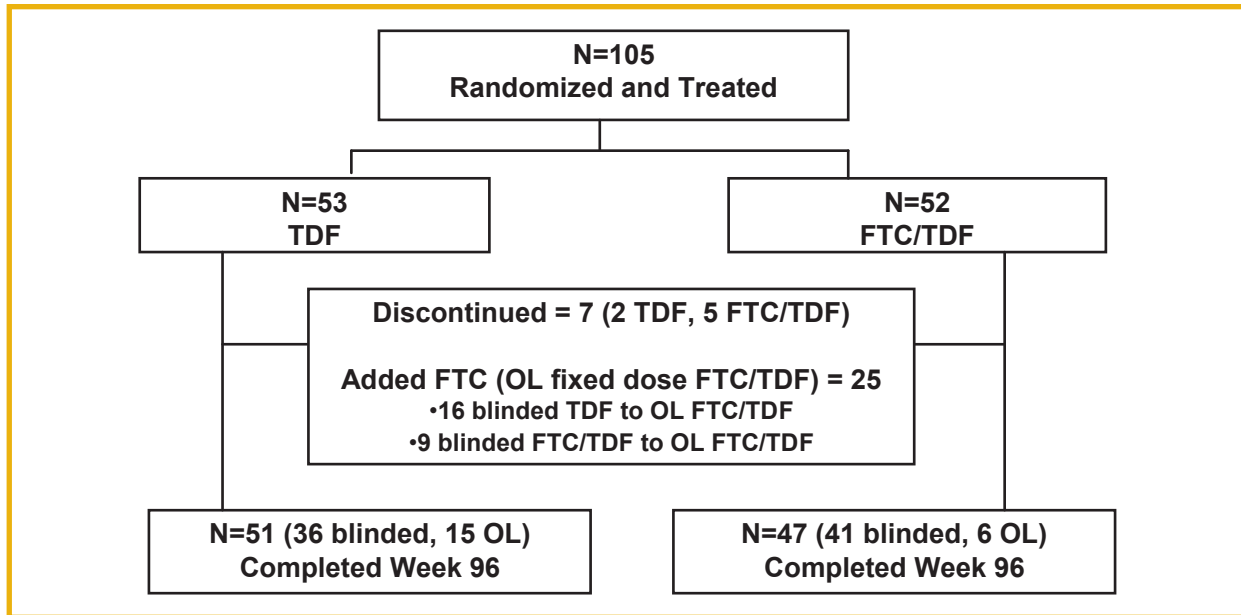 N=105
Randomized and Treated
N=53
TDF
N=52
FTC/TDF
Discontinued = 7 (2 TDF, 5 FTC/TDF)
Added FTC (OL fixed dose FTC/TDF) = 25
•16 blinded TDF to OL FTC/TDF
•9 blinded FTC/TDF to OL FTC/TDF
N=51 (36 blinded, 15 OL)
Completed Week 96
N=47 (41 blinded, 6 OL)
Completed Week 96